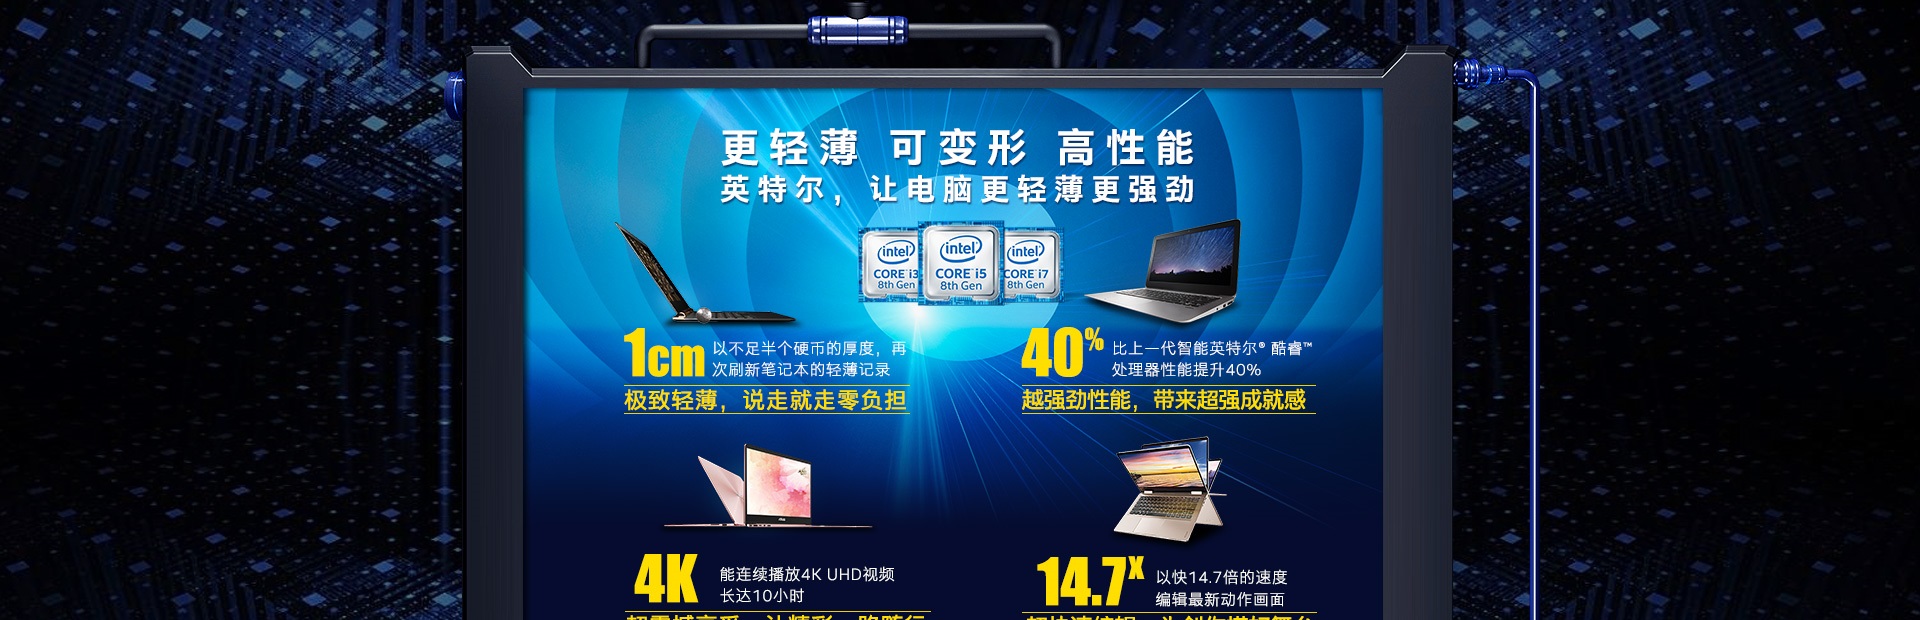 更轻薄 可变形 高性能
英特尔，让电脑更轻薄更强劲
intel CORE i3 8th Gen
intel CORE i5 8th Gen
intel CORE i7 8th Gen
1cm
以不足半个硬币的厚度，再
次刷新笔记本的轻薄记录
极致轻薄，说走就走零负担
40%
比上一代智能英特尔® 酷睿™
处理器性能提升40%
越强劲性能，带来超强成就感
4K
能连续播放4K UHD视频
长达10小时
14.7X
以快14.7倍的速度
编辑最新动作画面